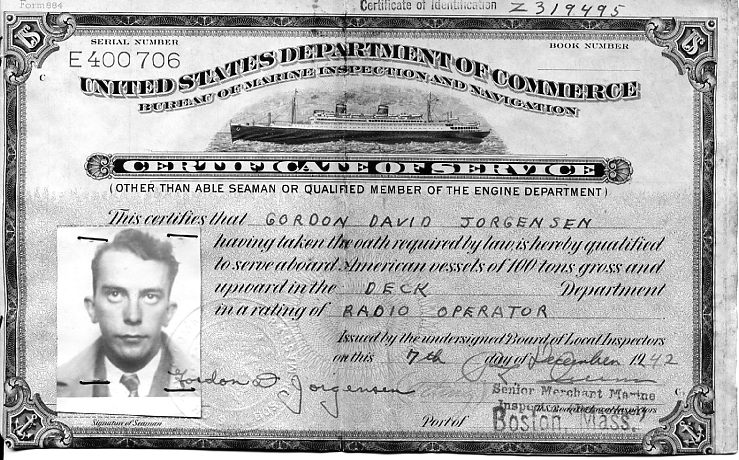 Form 884
Certificate of Identification Z319495
SERIAL NUMBER
BOOK NUMBER
E400706
C
C
UNITED STATES DEPARTMENT OF COMMERCE
BUREAU OF MARINE INSPECTION AND NAVIGATION
CERTIFICATE OF SERVICE
(OTHER THAN ABLE SEAMAN OR QUALIFIED MEMBER OF THE ENGINE DEPARTMENT)
This certifies that GORDON DAVID JORGENSEN
having taken the oath required by law, is hereby qualified
to serve aboard American vessels of 100 tons gross and
upward in the DECK Department
in a rating of RADIO OPERATOR
Issued by the undersigned Board of Local Inspectors
on this 7th day of December 1942
Gordon D. Jorgensen
Senior Merchant Marine
Inspectors
Signature of Seaman
Port of Boston Mass.
C